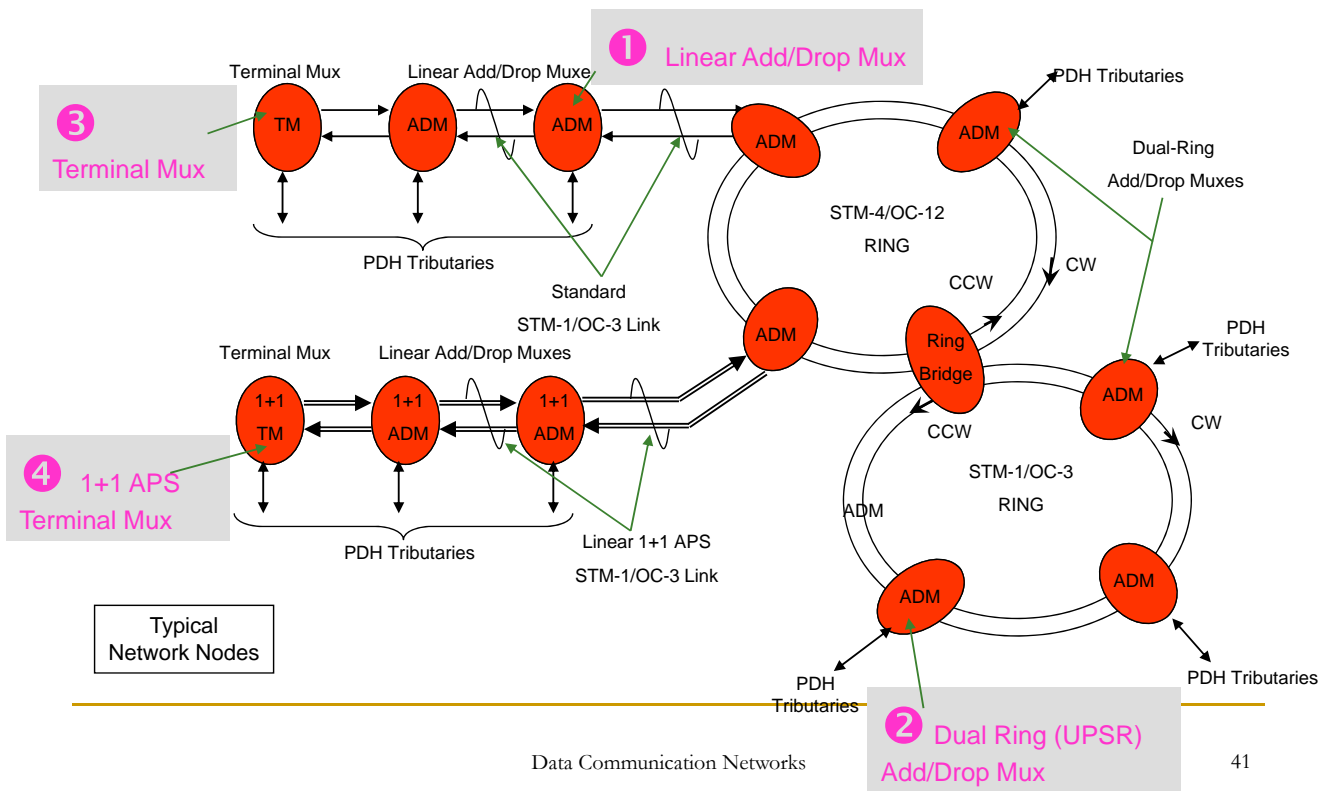 ❶ Linear Add/Drop Mux
Terminal Mux
Linear Add/Drop Muxe
PDH Tributaries
❸
Terminal Mux
TM
ADM
ADM
ADM
ADM
Dual-Ring
Add/Drop Muxes
STM-4/OC-12
RING
PDH Tributaries
CCW
CW
Standard
STM-1/OC-3 Link
ADM
Ring
Bridge
PDH
Tributaries
Terminal Mux
Linear Add/Drop Muxes
1+1
TM
1+1
ADM
1+1
ADM
ADM
CCW
CW
❹ 1+1 APS
Terminal Mux
STM-1/OC-3
RING
ADM
PDH Tributaries
Linear 1+1 APS
STM-1/OC-3 Link
ADM
ADM
Typical
Network Nodes
PDH
Tributaries
PDH Tributaries
❷ Dual Ring (UPSR)
Add/Drop Mux
Data Communication Networks
41